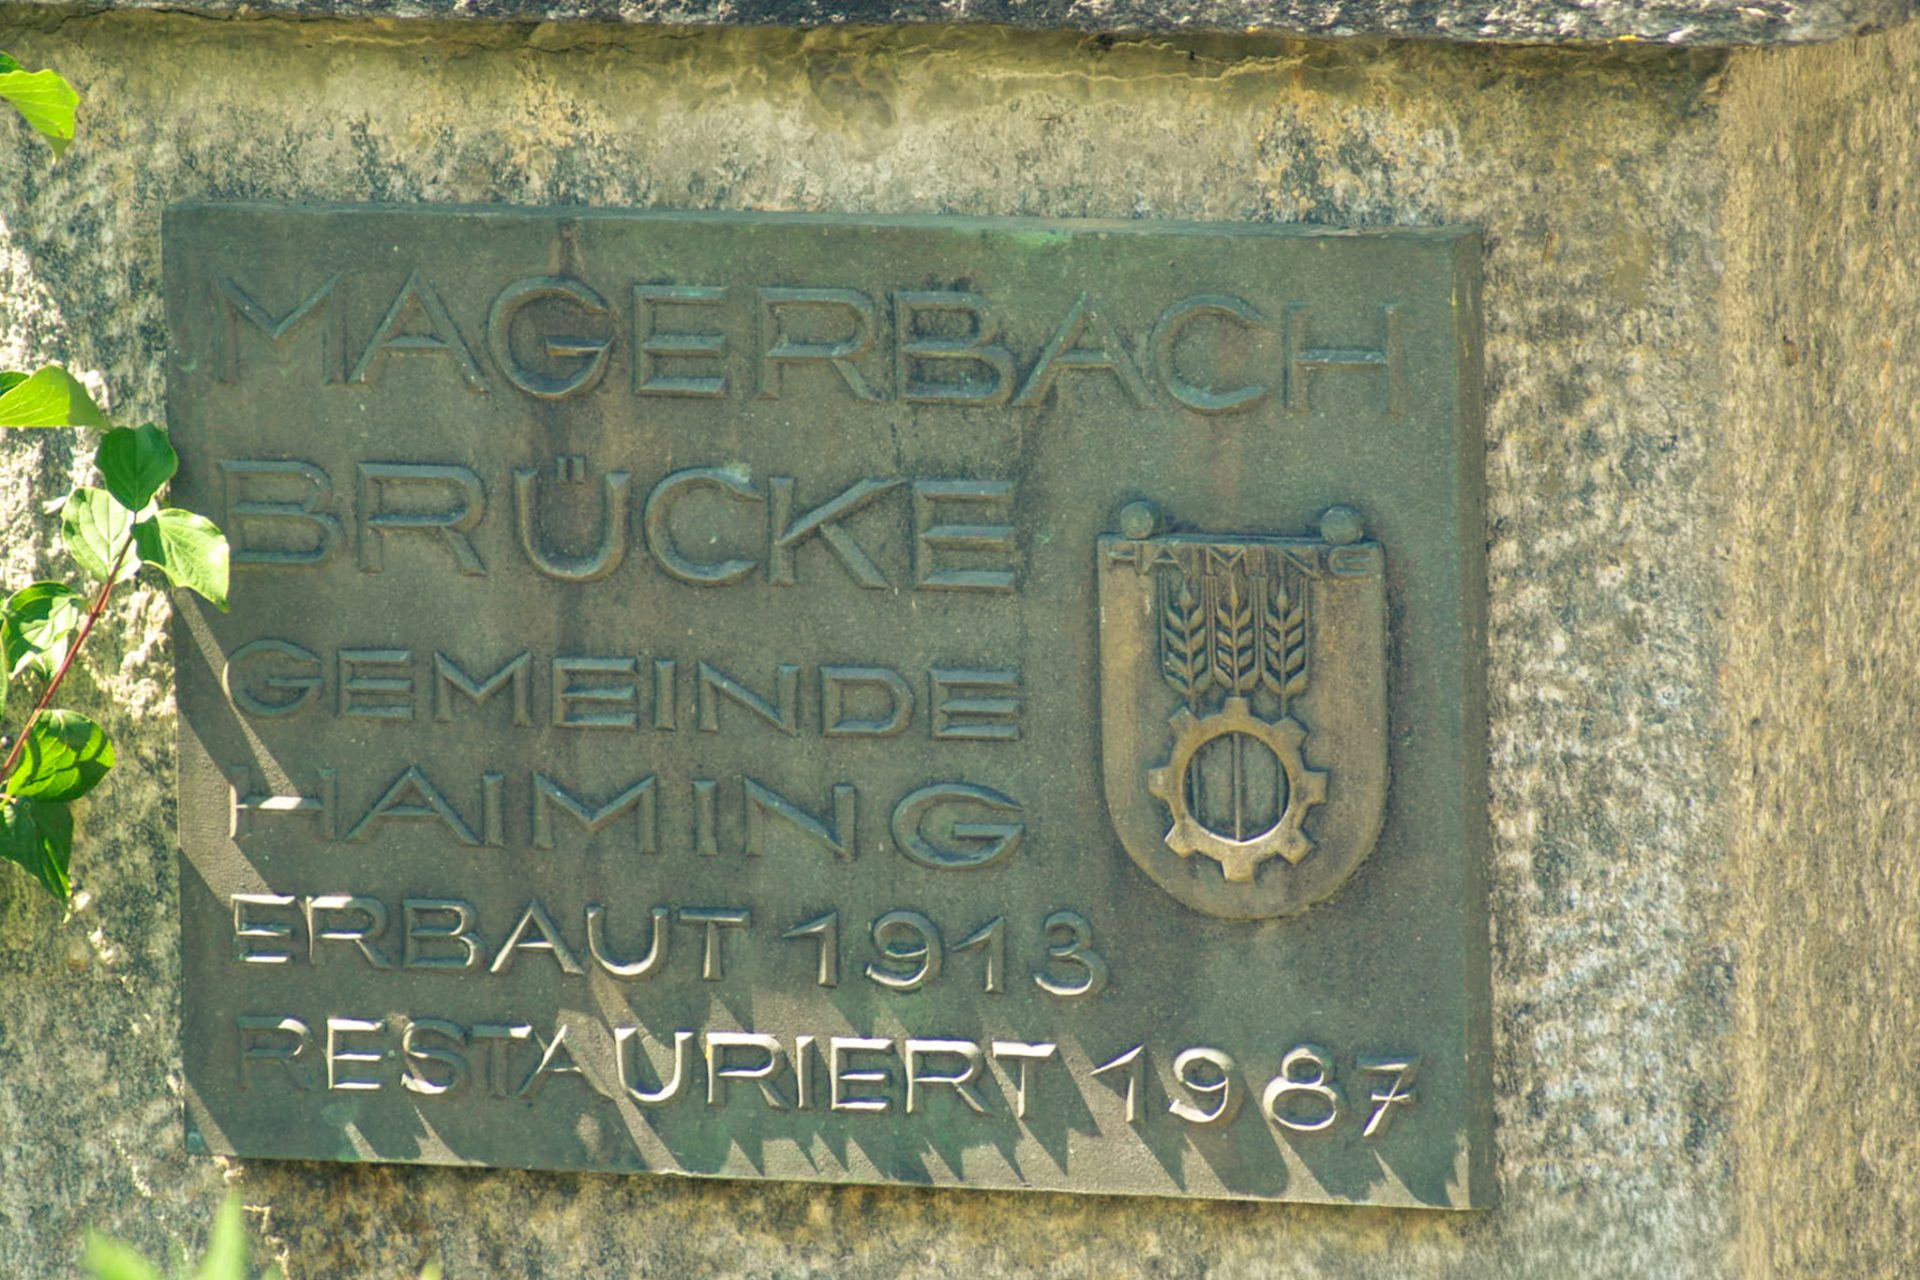 MAGERBACH
BRÜCKE
HAIMING
GEMEINDE
HAIMING
ERBAUT 1913
RESTAURIERT 1987